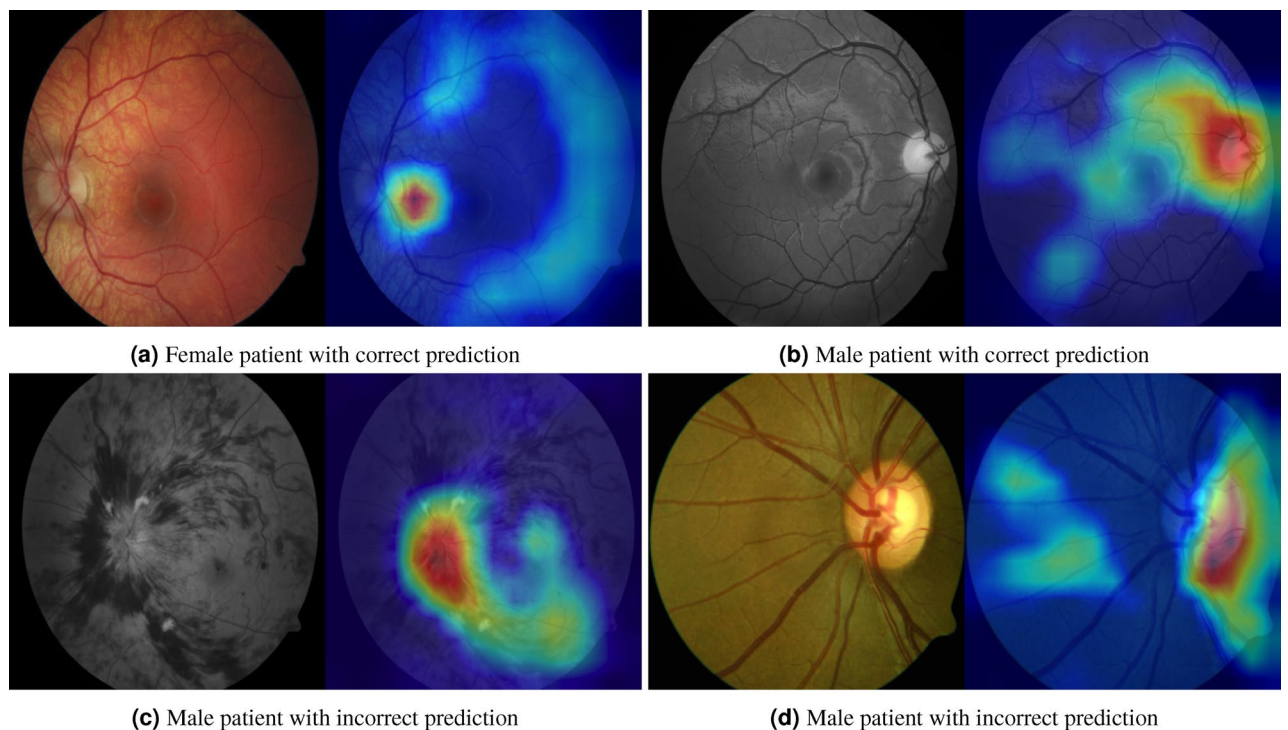 (a) Female patient with correct prediction
(b) Male patient with correct prediction
(c) Male patient with incorrect prediction
(d) Male patient with incorrect prediction